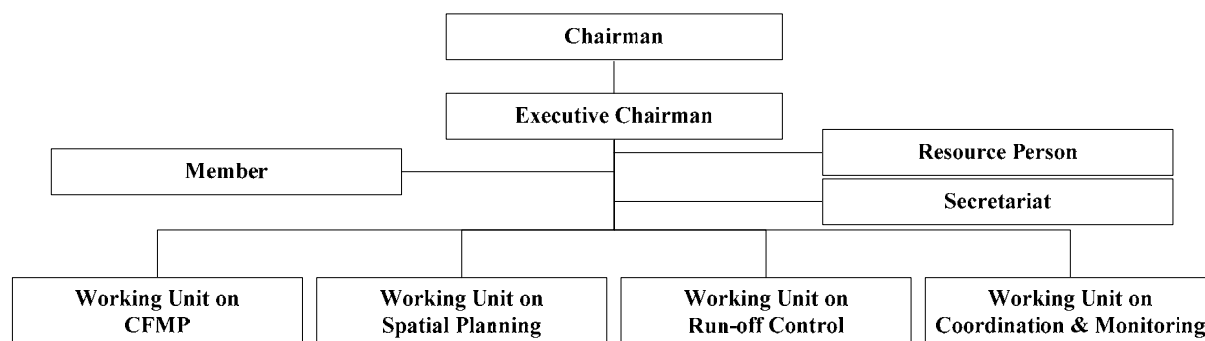 Chairman
Executive Chairman
Resource Person
Member
Secretariat
Working Unit on
CFMP
Working Unit on
Spatial Planning
Working Unit on
Run-off Control
Working Unit on
Coordination & Monitoring